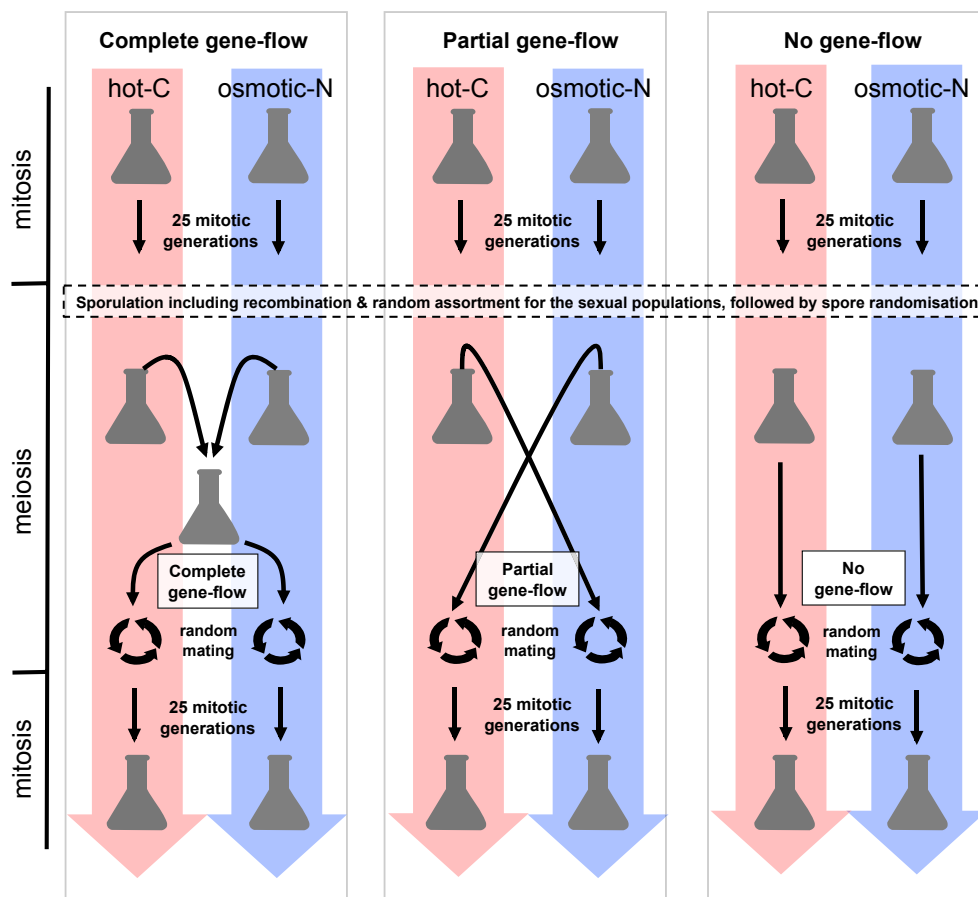 Complete gene-flow
Partial gene-flow
No gene-flow
hot-C
osmotic-N
hot-C
osmotic-N
hot-C
osmotic-N
mitosis
25 mitotic
generations
25 mitotic
generations
25 mitotic
generations
Sporulation including recombination & random assortment for the sexual populations, followed by spore randomisation
meiosis
Complete
gene-flow
Partial
gene-flow
No
gene-flow
random
mating
random
mating
random
mating
mitosis
25 mitotic
generations
25 mitotic
generations
25 mitotic
generations